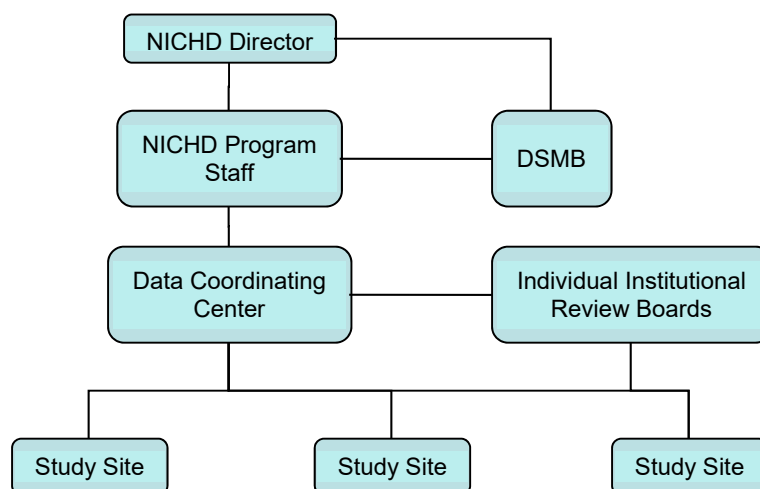 NICHD Director
NICHD Program
Staff
DSMB
Data Coordinating
Center
Individual Institutional
Review Boards
Study Site
Study Site
Study Site